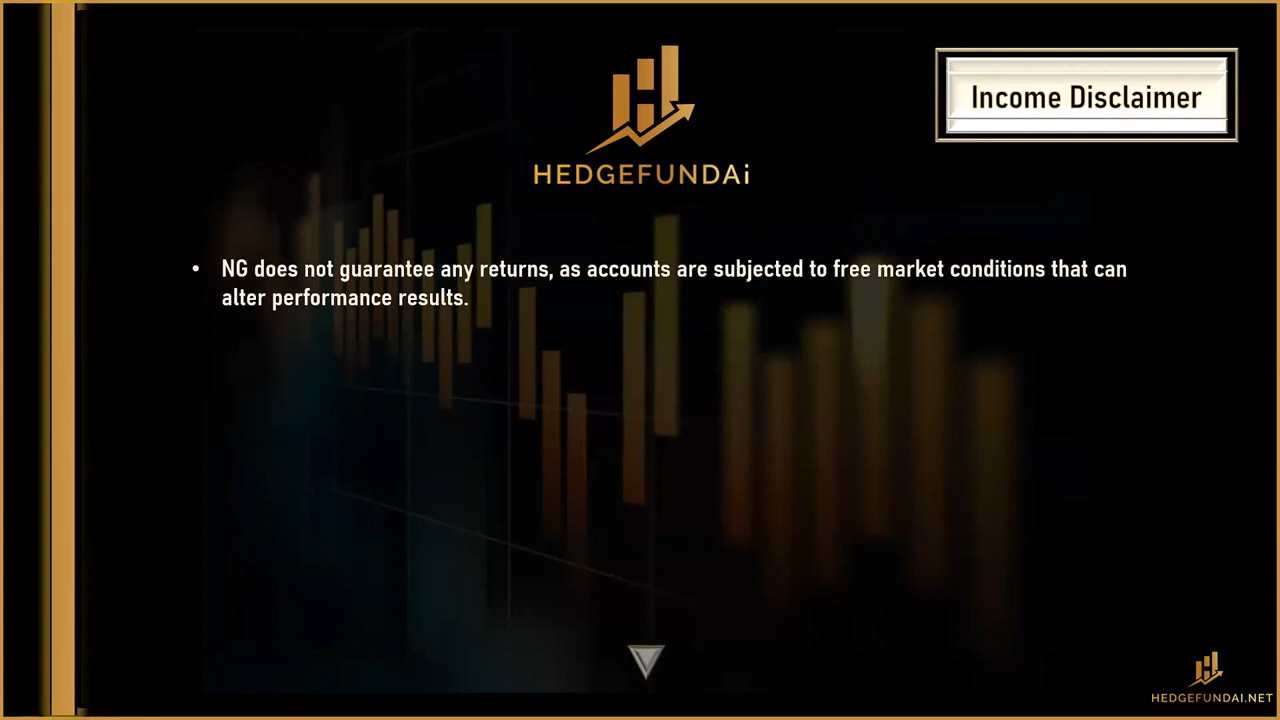 Income Disclaimer
HEDGEFUNDAi
• NG does not guarantee any returns, as accounts are subjected to free market conditions that can
alter performance results.
HEDGEFUNDAI.NET